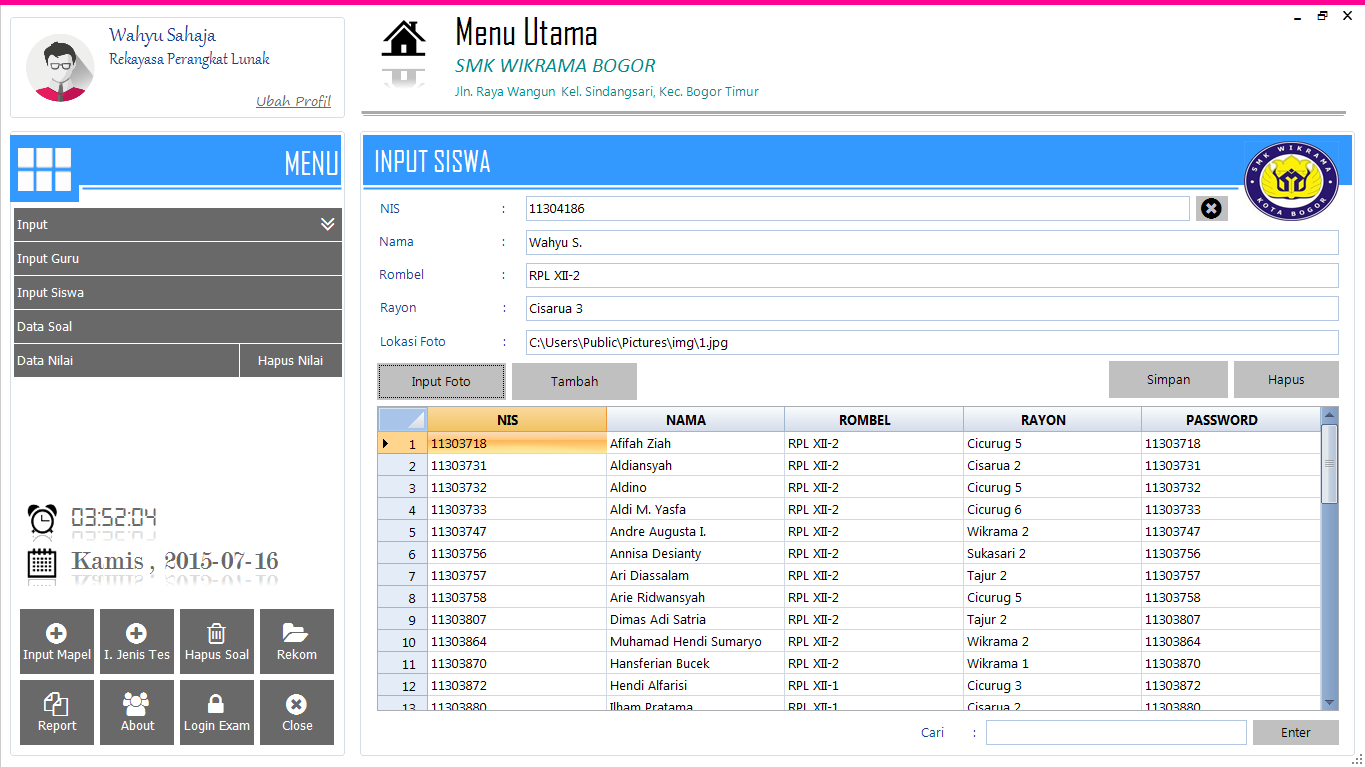 Wahyu Sahaja
Rekayasa Perangkat Lunak
Ubah Profil
Menu Utama
SMK WIKRAMA BOGOR
Jln. Raya Wangun Kel. Sindangsari, Kec. Bogor Timur
MENU
Input
Input Guru
Input Siswa
Data Soal
Data Nilai Hapus Nilai
03:52:04
Kamis , 2015-07-16
Input Mapel I. Jenis Tes Hapus Soal Rekom
Report About Login Exam Close
INPUT SISWA
SMK WIKRAMA
KOTA BOGOR
NIS : 11304186
Nama : Wahyu S.
Rombel : RPL XII-2
Rayon : Cisarua 3
Lokasi Foto : C:\Users\Public\Pictures\img\1.jpg
Input Foto Tambah Simpan Hapus
NIS NAMA ROMBEL RAYON PASSWORD
1 11303718 Afifah Ziah RPL XII-2 Cicurug 5 11303718
2 11303731 Aldiansyah RPL XII-2 Cisarua 2 11303731
3 11303732 Aldino RPL XII-2 Cicurug 5 11303732
4 11303733 Aldi M. Yasfa RPL XII-2 Cicurug 6 11303733
5 11303747 Andre Augusta I. RPL XII-2 Wikrama 2 11303747
6 11303756 Annisa Desianty RPL XII-2 Sukasari 2 11303756
7 11303757 Ari Diassalam RPL XII-2 Tajur 2 11303757
8 11303758 Arie Ridwansyah RPL XII-2 Cicurug 5 11303758
9 11303807 Dimas Adi Satria RPL XII-2 Tajur 2 11303807
10 11303864 Muhamad Hendi Sumaryo RPL XII-2 Wikrama 2 11303864
11 11303870 Hansferian Bucek RPL XII-2 Wikrama 1 11303870
12 11303872 Hendi Alfarisi RPL XII-1 Cicurug 3 11303872
13 11303880 Ilham Pratama RPL XII-1 Cisarua 2 11303880
Cari : Enter